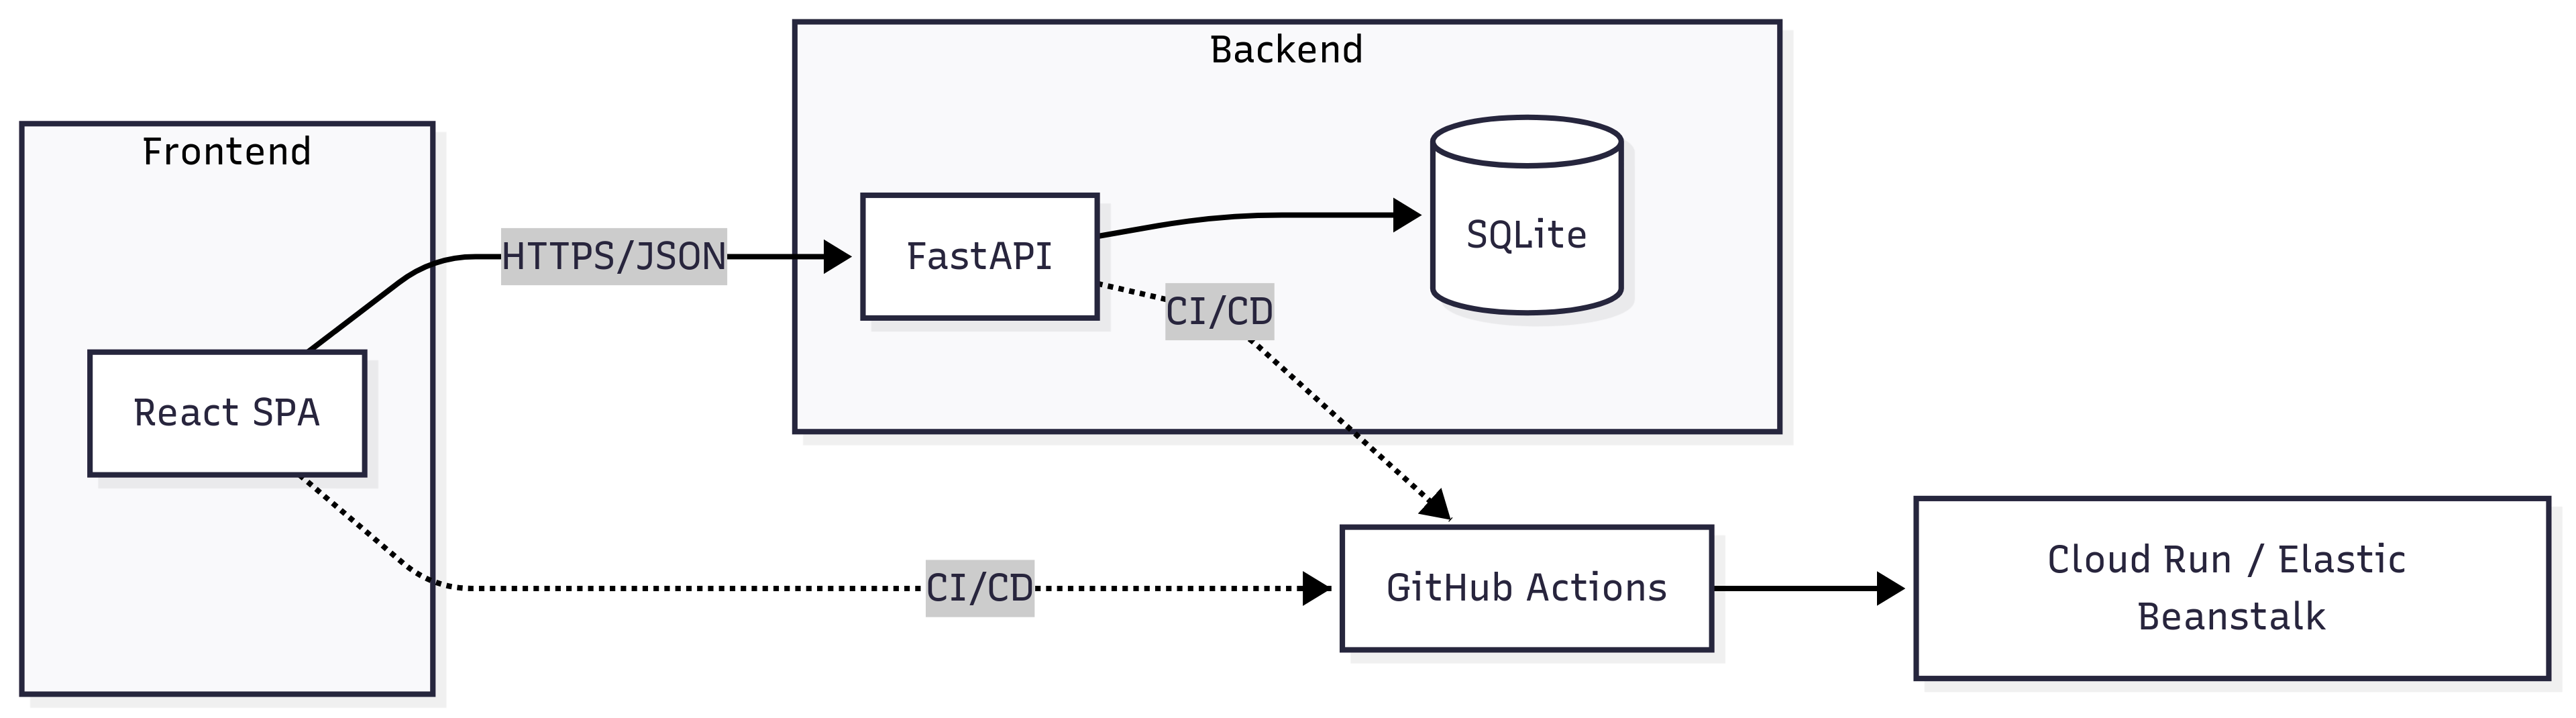 Backend
Frontend
SQLite
HTTPS/JSON
FastAPI
CI/CD
React SPA
Cloud Run / Elastic
Beanstalk
CI/CD
GitHub Actions